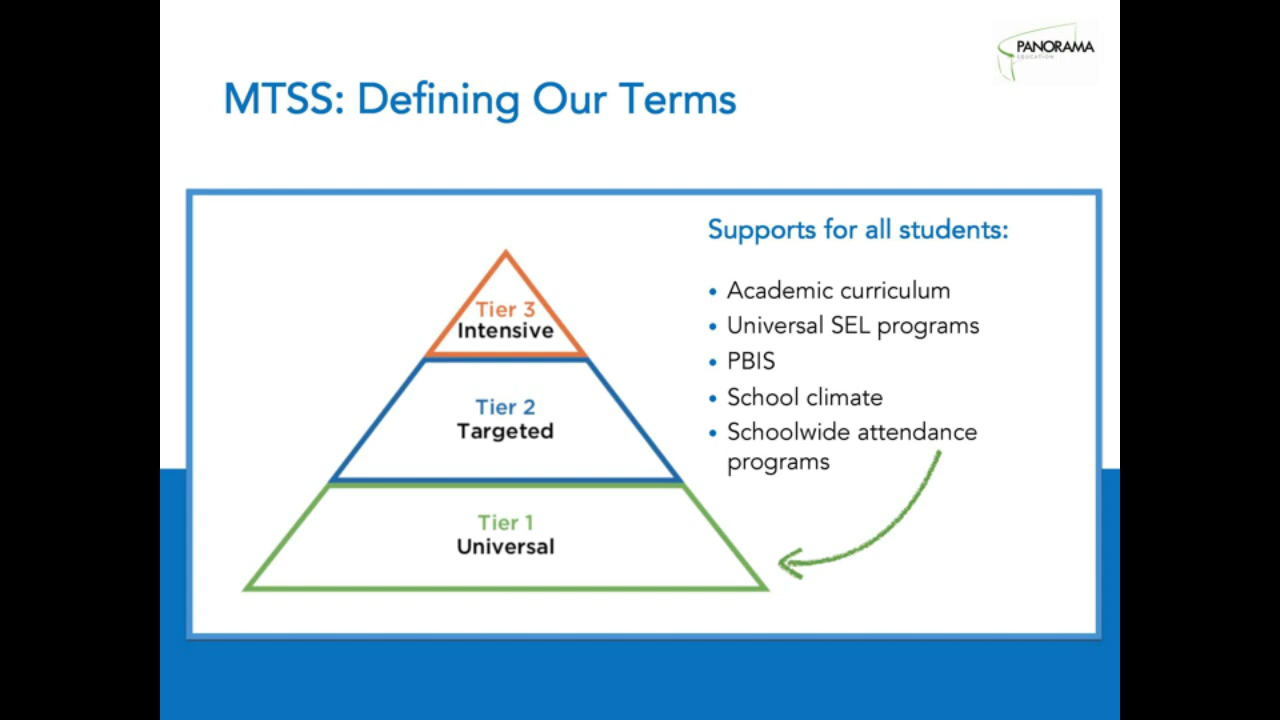 PANORAMA
EDUCATION
MTSS: Defining Our Terms
Supports for all students:
• Academic curriculum
• Universal SEL programs
• PBIS
• School climate
• Schoolwide attendance
programs
Tier 3
Intensive
Tier 2
Targeted
Tier 1
Universal